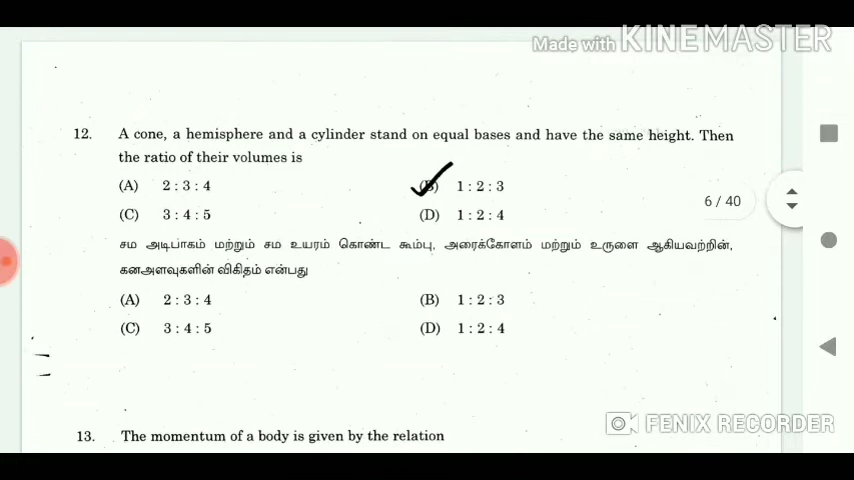 Made with KINEMASTER
12. A cone, a hemisphere and a cylinder stand on equal bases and have the same height. Then
the ratio of their volumes is
(A) 2 : 3 : 4 (B) 1 : 2 : 3
(C) 3 : 4 : 5 (D) 1 : 2 : 4
6 / 40
சம அடிபாகம் மற்றும் சம உயரம் கொண்ட கூம்பு, அரைக்கோளம் மற்றும் உருளை ஆகியவற்றின்,
கனஅளவுகளின் விகிதம் என்பது
(A) 2 : 3 : 4 (B) 1 : 2 : 3
(C) 3 : 4 : 5 (D) 1 : 2 : 4
FENIX RECORDER
13. The momentum of a body is given by the relation